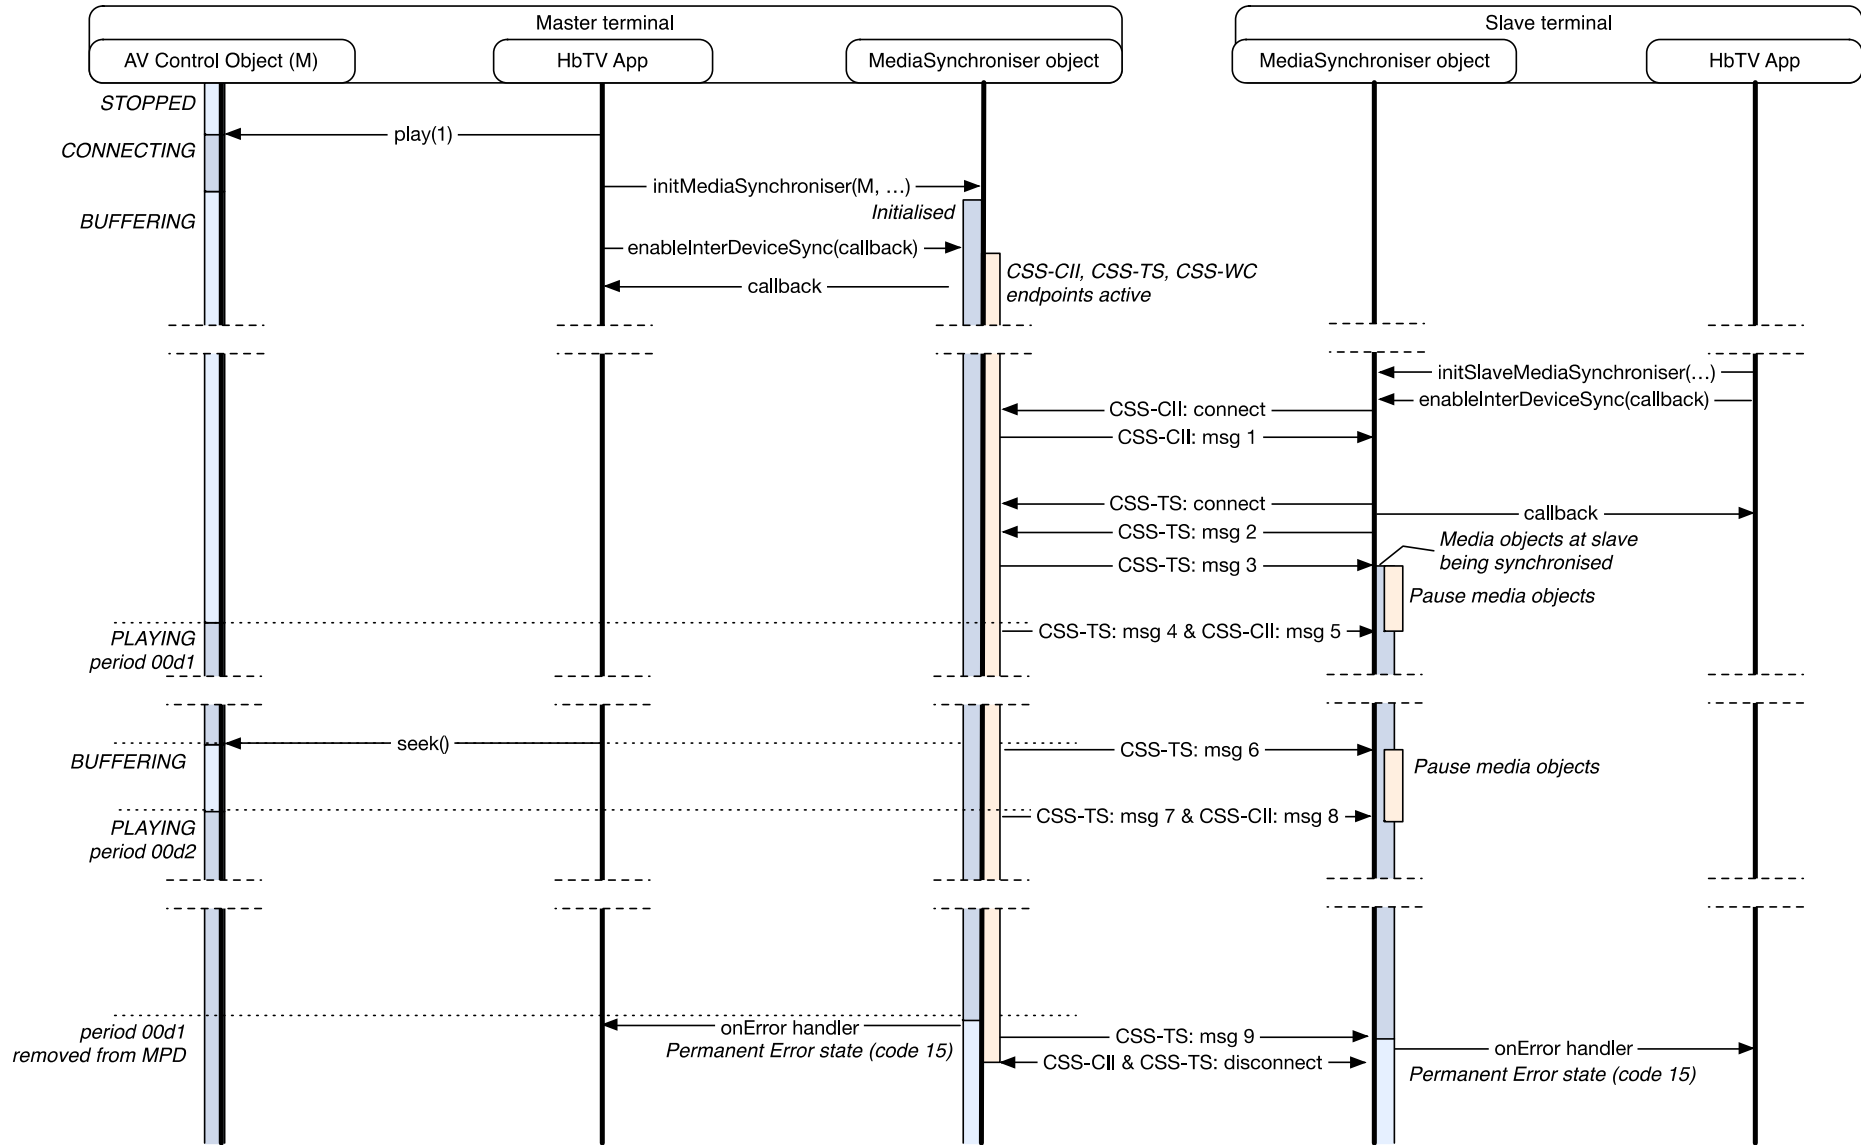 Master terminal
Slave terminal
AV Control Object (M)
HbTV App
MediaSynchroniser object
MediaSynchroniser object
HbTV App
STOPPED
play(1)
CONNECTING
initMediaSynchroniser(M, …)
Initialised
BUFFERING
enableInterDeviceSync(callback)
CSS-CII, CSS-TS, CSS-WC
endpoints active
callback
initSlaveMediaSynchroniser(…)
enableInterDeviceSync(callback)
CSS-CII: connect
CSS-CII: msg 1
CSS-TS: connect
callback
CSS-TS: msg 2
Media objects at slave
being synchronised
CSS-TS: msg 3
Pause media objects
PLAYING
period 00d1
CSS-TS: msg 4 & CSS-CII: msg 5
seek()
CSS-TS: msg 6
BUFFERING
Pause media objects
CSS-TS: msg 7 & CSS-CII: msg 8
PLAYING
period 00d2
period 00d1
removed from MPD
onError handler
Permanent Error state (code 15)
CSS-TS: msg 9
CSS-CII & CSS-TS: disconnect
onError handler
Permanent Error state (code 15)